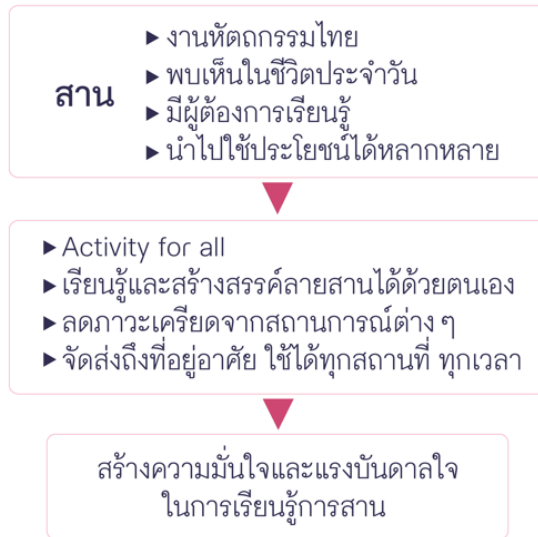 สาน
▸ งานหัตถกรรมไทย
▸ พบเห็นในชีวิตประจำวัน
▸ มีผู้ต้องการเรียนรู้
▸ นำไปใช้ประโยชน์ได้หลากหลาย
▸ Activity for all
▸ เรียนรู้และสร้างสรรค์ลายสานได้ด้วยตนเอง
▸ ลดภาวะเครียดจากสถานการณ์ต่าง ๆ
▸ จัดส่งถึงที่อยู่อาศัย ใช้ได้ทุกสถานที่ ทุกเวลา
สร้างความมั่นใจและแรงบันดาลใจ
ในการเรียนรู้การสาน